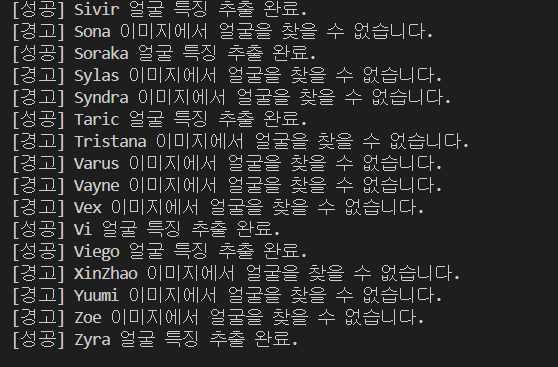 [성공] Sivir 얼굴 특징 추출 완료.
[경고] Sona 이미지에서 얼굴을 찾을 수 없습니다.
[성공] Soraka 얼굴 특징 추출 완료.
[경고] Sylas 이미지에서 얼굴을 찾을 수 없습니다.
[경고] Syndra 이미지에서 얼굴을 찾을 수 없습니다.
[성공] Taric 얼굴 특징 추출 완료.
[경고] Tristana 이미지에서 얼굴을 찾을 수 없습니다.
[경고] Varus 이미지에서 얼굴을 찾을 수 없습니다.
[경고] Vayne 이미지에서 얼굴을 찾을 수 없습니다.
[경고] Vex 이미지에서 얼굴을 찾을 수 없습니다.
[성공] Vi 얼굴 특징 추출 완료.
[성공] Viego 얼굴 특징 추출 완료.
[경고] XinZhao 이미지에서 얼굴을 찾을 수 없습니다.
[경고] Yuumi 이미지에서 얼굴을 찾을 수 없습니다.
[경고] Zoe 이미지에서 얼굴을 찾을 수 없습니다.
[성공] Zyra 얼굴 특징 추출 완료.